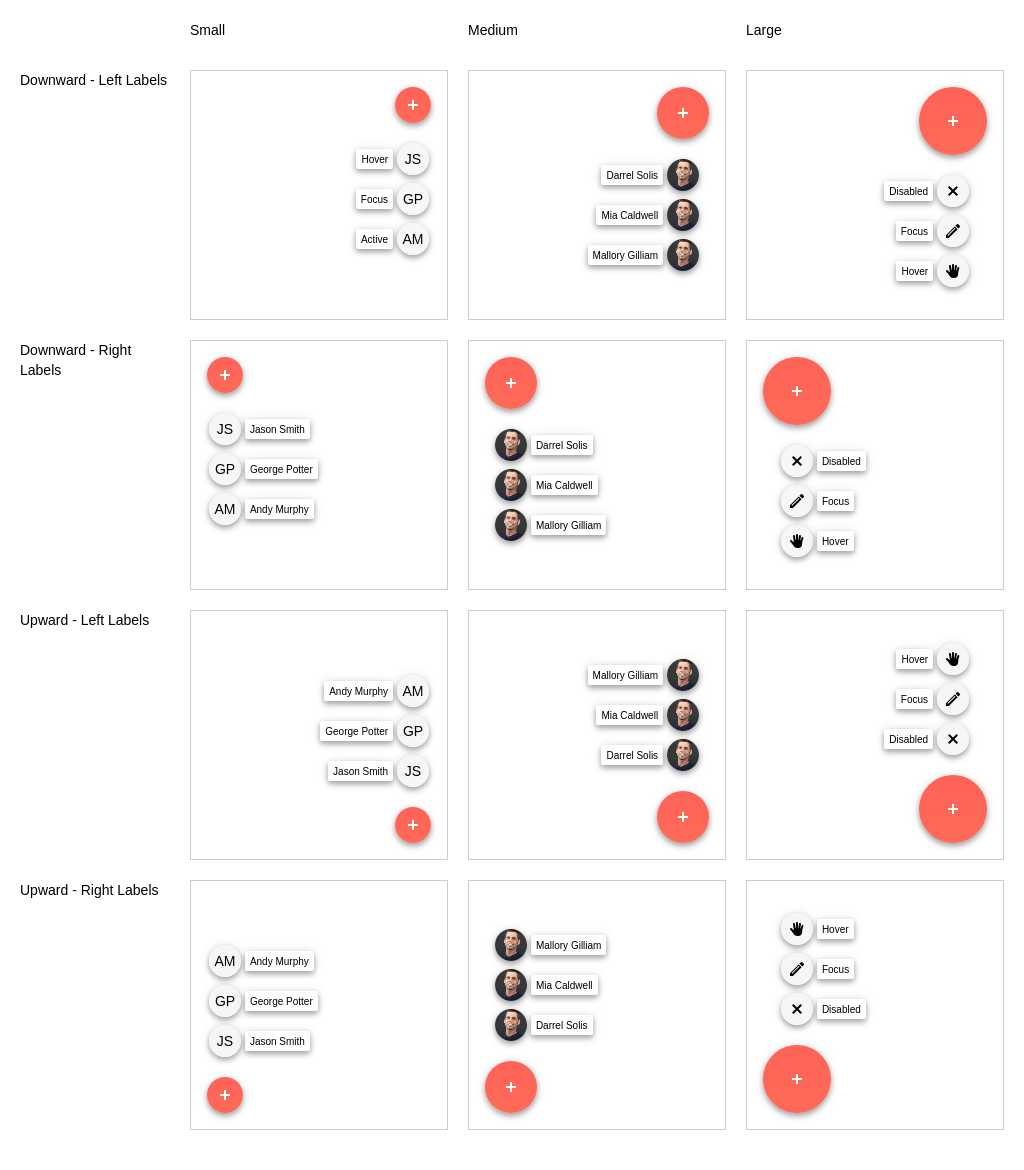 Small Medium Large
Downward - Left Labels
Hover JS
Focus GP
Active AM
Darrel Solis
Mia Caldwell
Mallory Gilliam
Disabled
Focus
Hover
Downward - Right
Labels
JS Jason Smith
GP George Potter
AM Andy Murphy
Darrel Solis
Mia Caldwell
Mallory Gilliam
Disabled
Focus
Hover
Upward - Left Labels
Andy Murphy AM
George Potter GP
Jason Smith JS
Mallory Gilliam
Mia Caldwell
Darrel Solis
Hover
Focus
Disabled
Upward - Right Labels
AM Andy Murphy
GP George Potter
JS Jason Smith
Mallory Gilliam
Mia Caldwell
Darrel Solis
Hover
Focus
Disabled